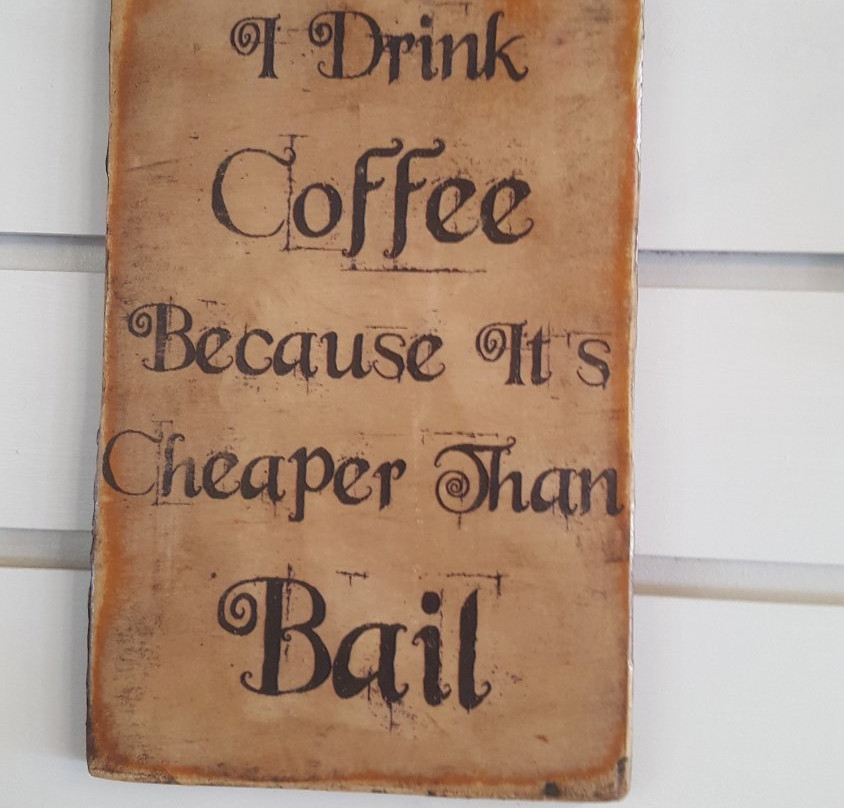 I Drink
Coffee
Because It's
Cheaper Than
Bail